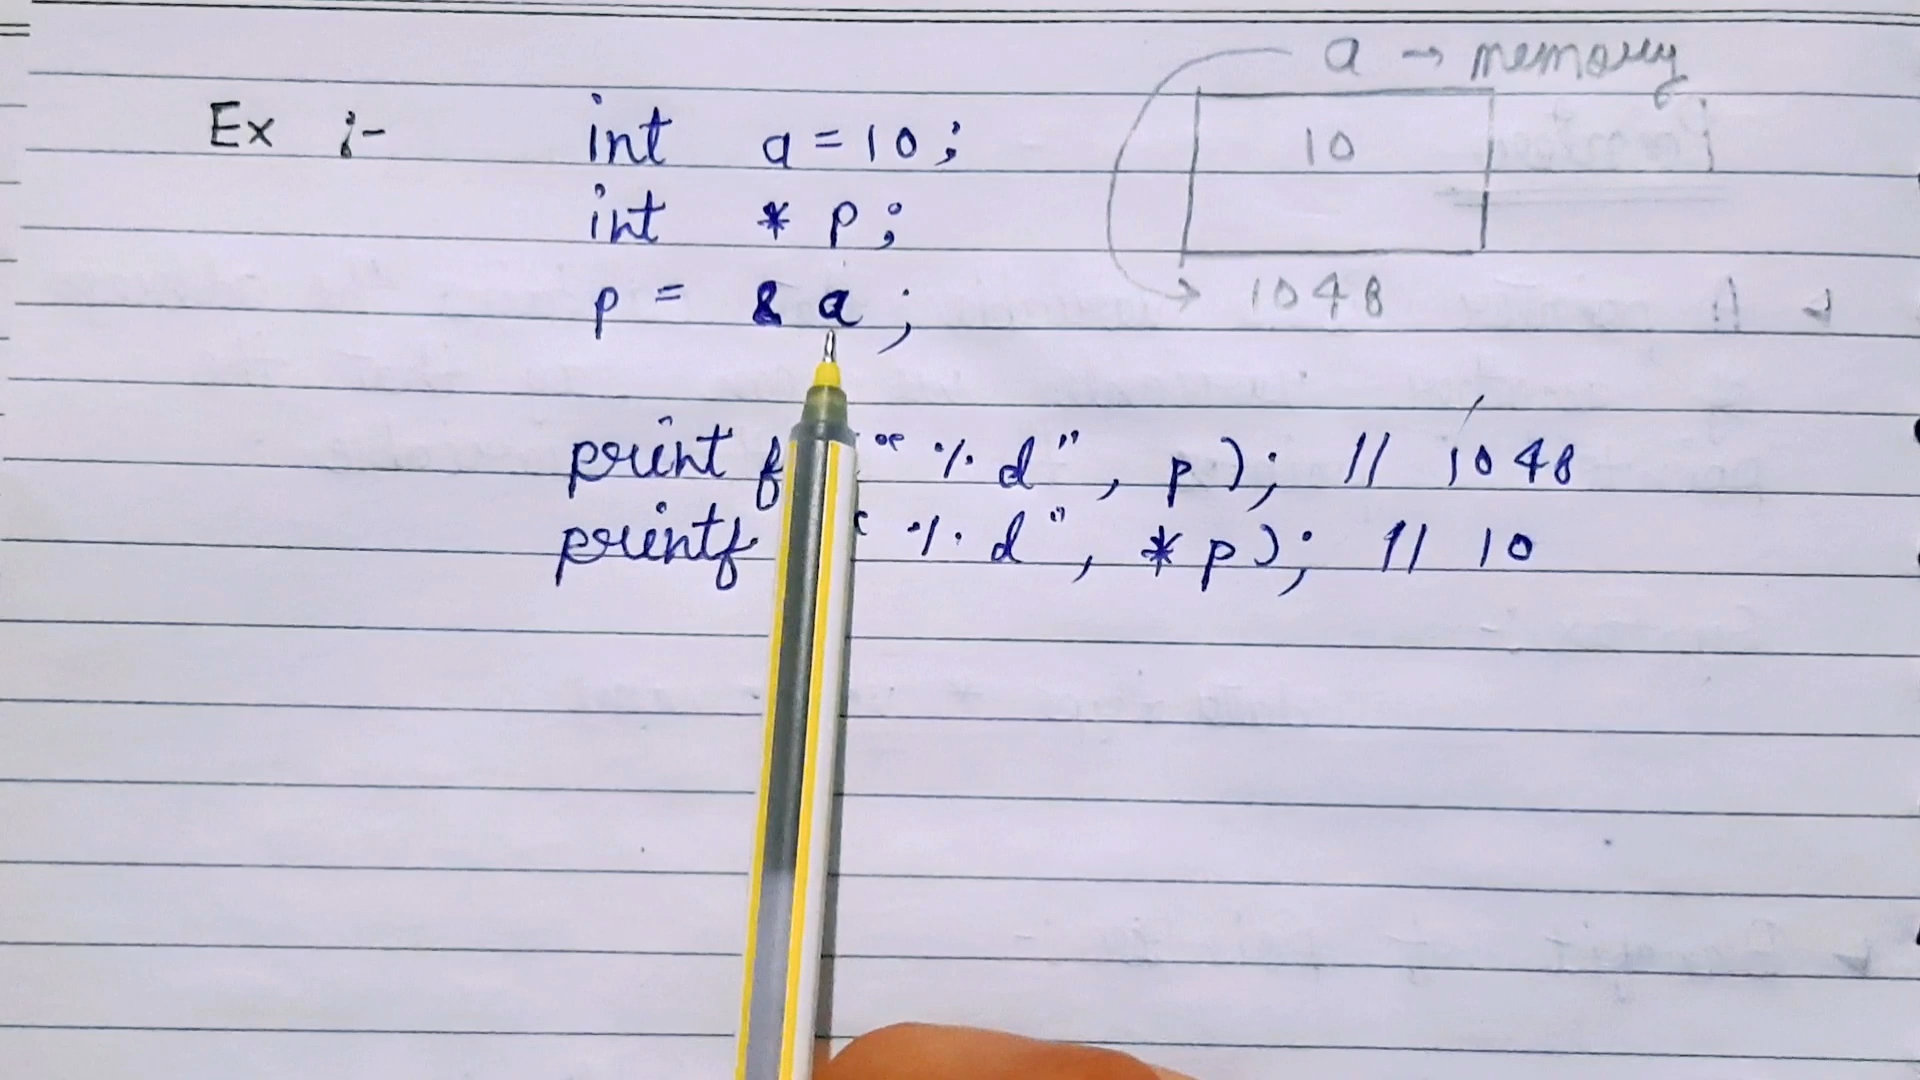 a → memory
Ex :- int a = 10 ;
10
int * p ;
p = & a ;
1048
print f " % d " , p ) ; // 1048
printf " % d " , * p ) ; // 10